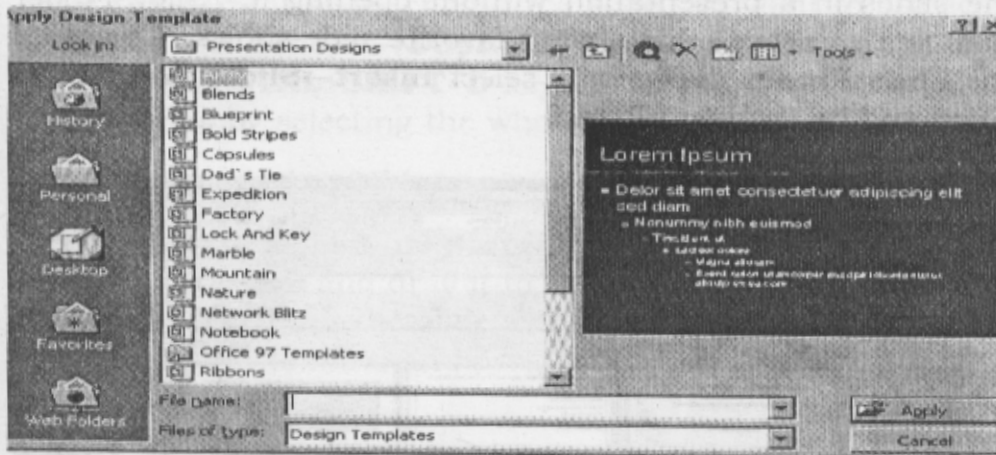 Apply Design Template
Look in:
Presentation Designs
Tools
History
Personal
Desktop
Favorites
Web Folders
Blends
Blueprint
Bold Stripes
Capsules
Dad`s Tie
Expedition
Factory
Lock And Key
Marble
Mountain
Nature
Network Blitz
Notebook
Office 97 Templates
Ribbons
Lorem Ipsum
Delor sit amet consectetuer adipiscing elit
sed diam
Nonummy nibh euismod
Tincidunt ut
File name:
Files of type:
Design Templates
Apply
Cancel